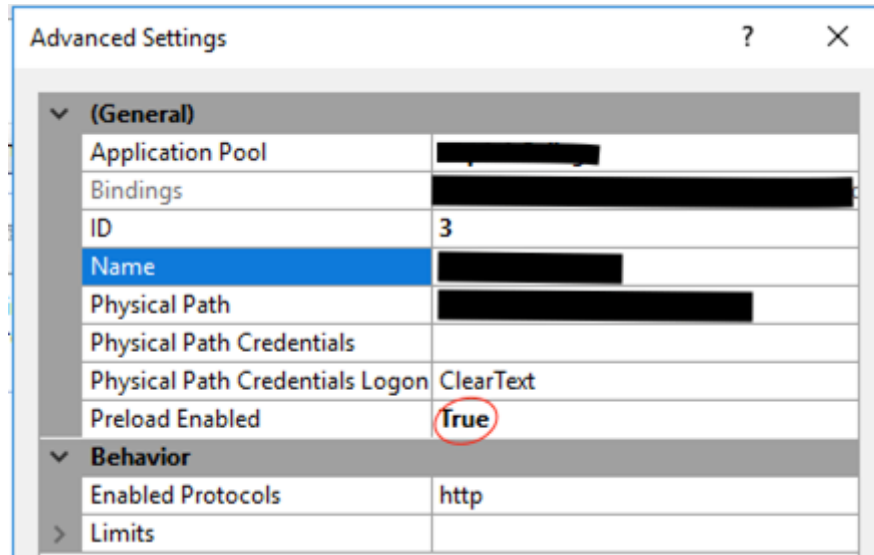 Advanced Settings ? ×
(General)
Application Pool
Bindings
ID 3
Name
Physical Path
Physical Path Credentials
Physical Path Credentials Logon ClearText
Preload Enabled True
Behavior
Enabled Protocols http
Limits